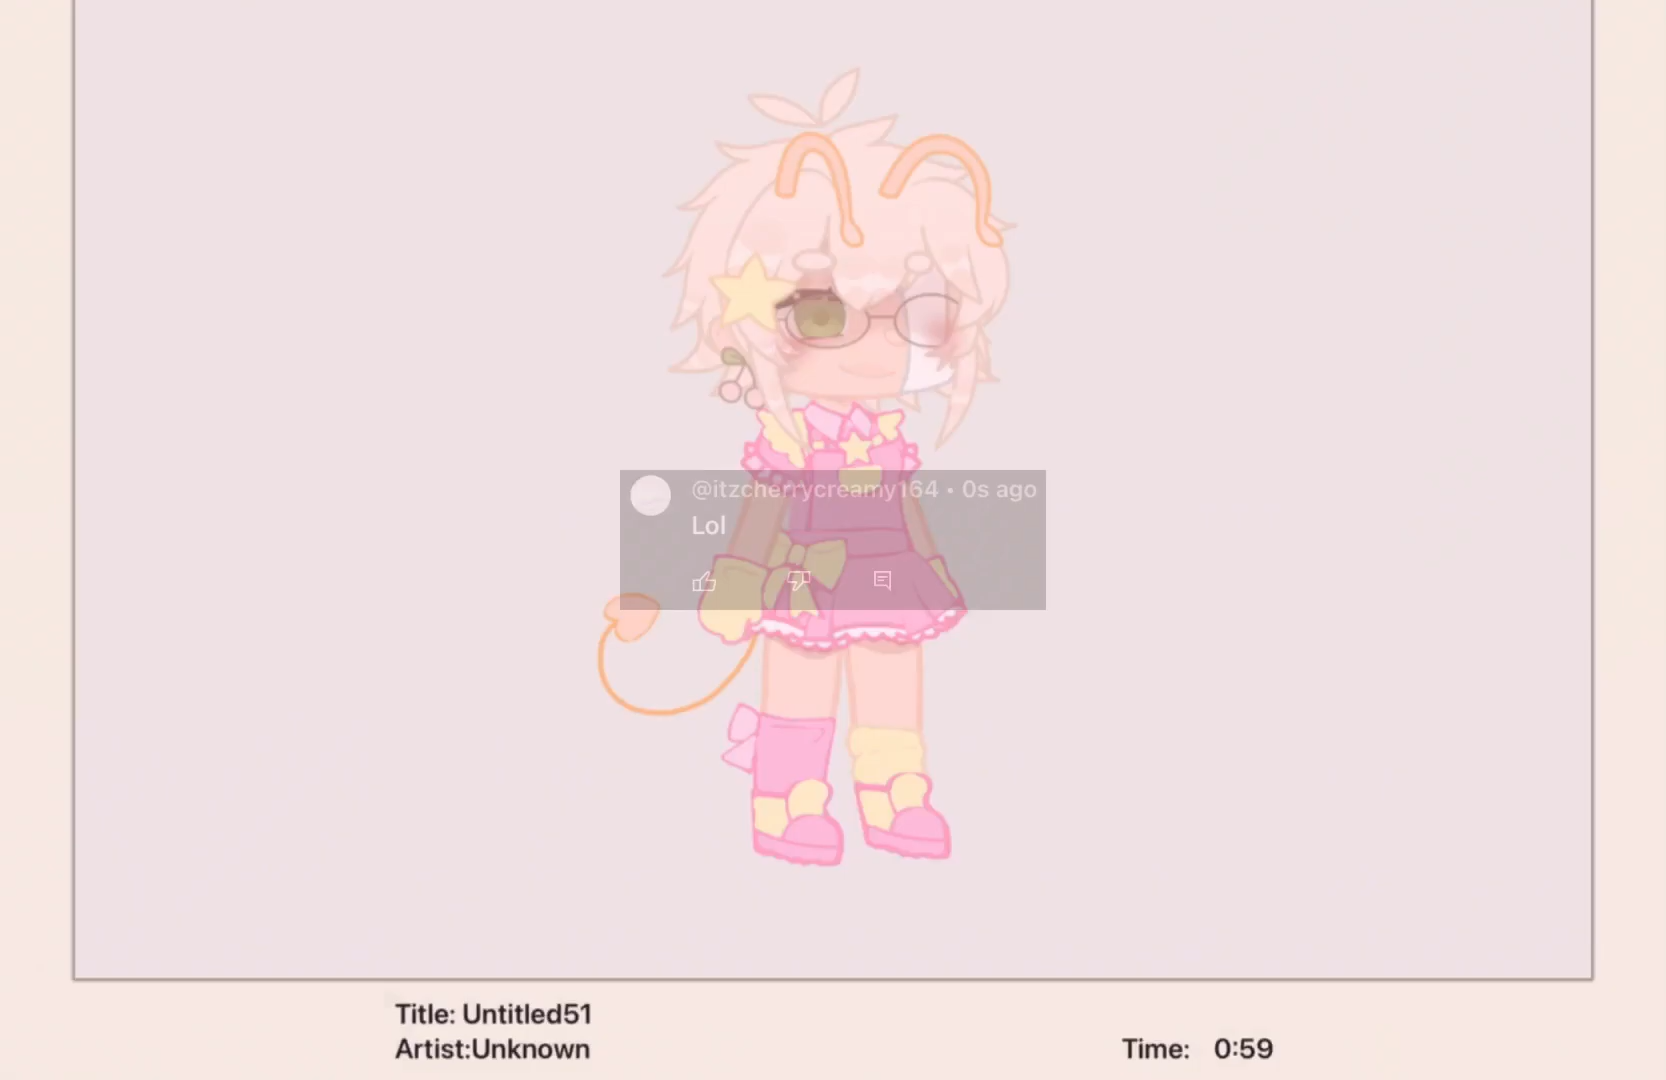 @itzcherrycreamy164 • 0s ago
Lol
Title: Untitled51
Artist:Unknown
Time: 0:59